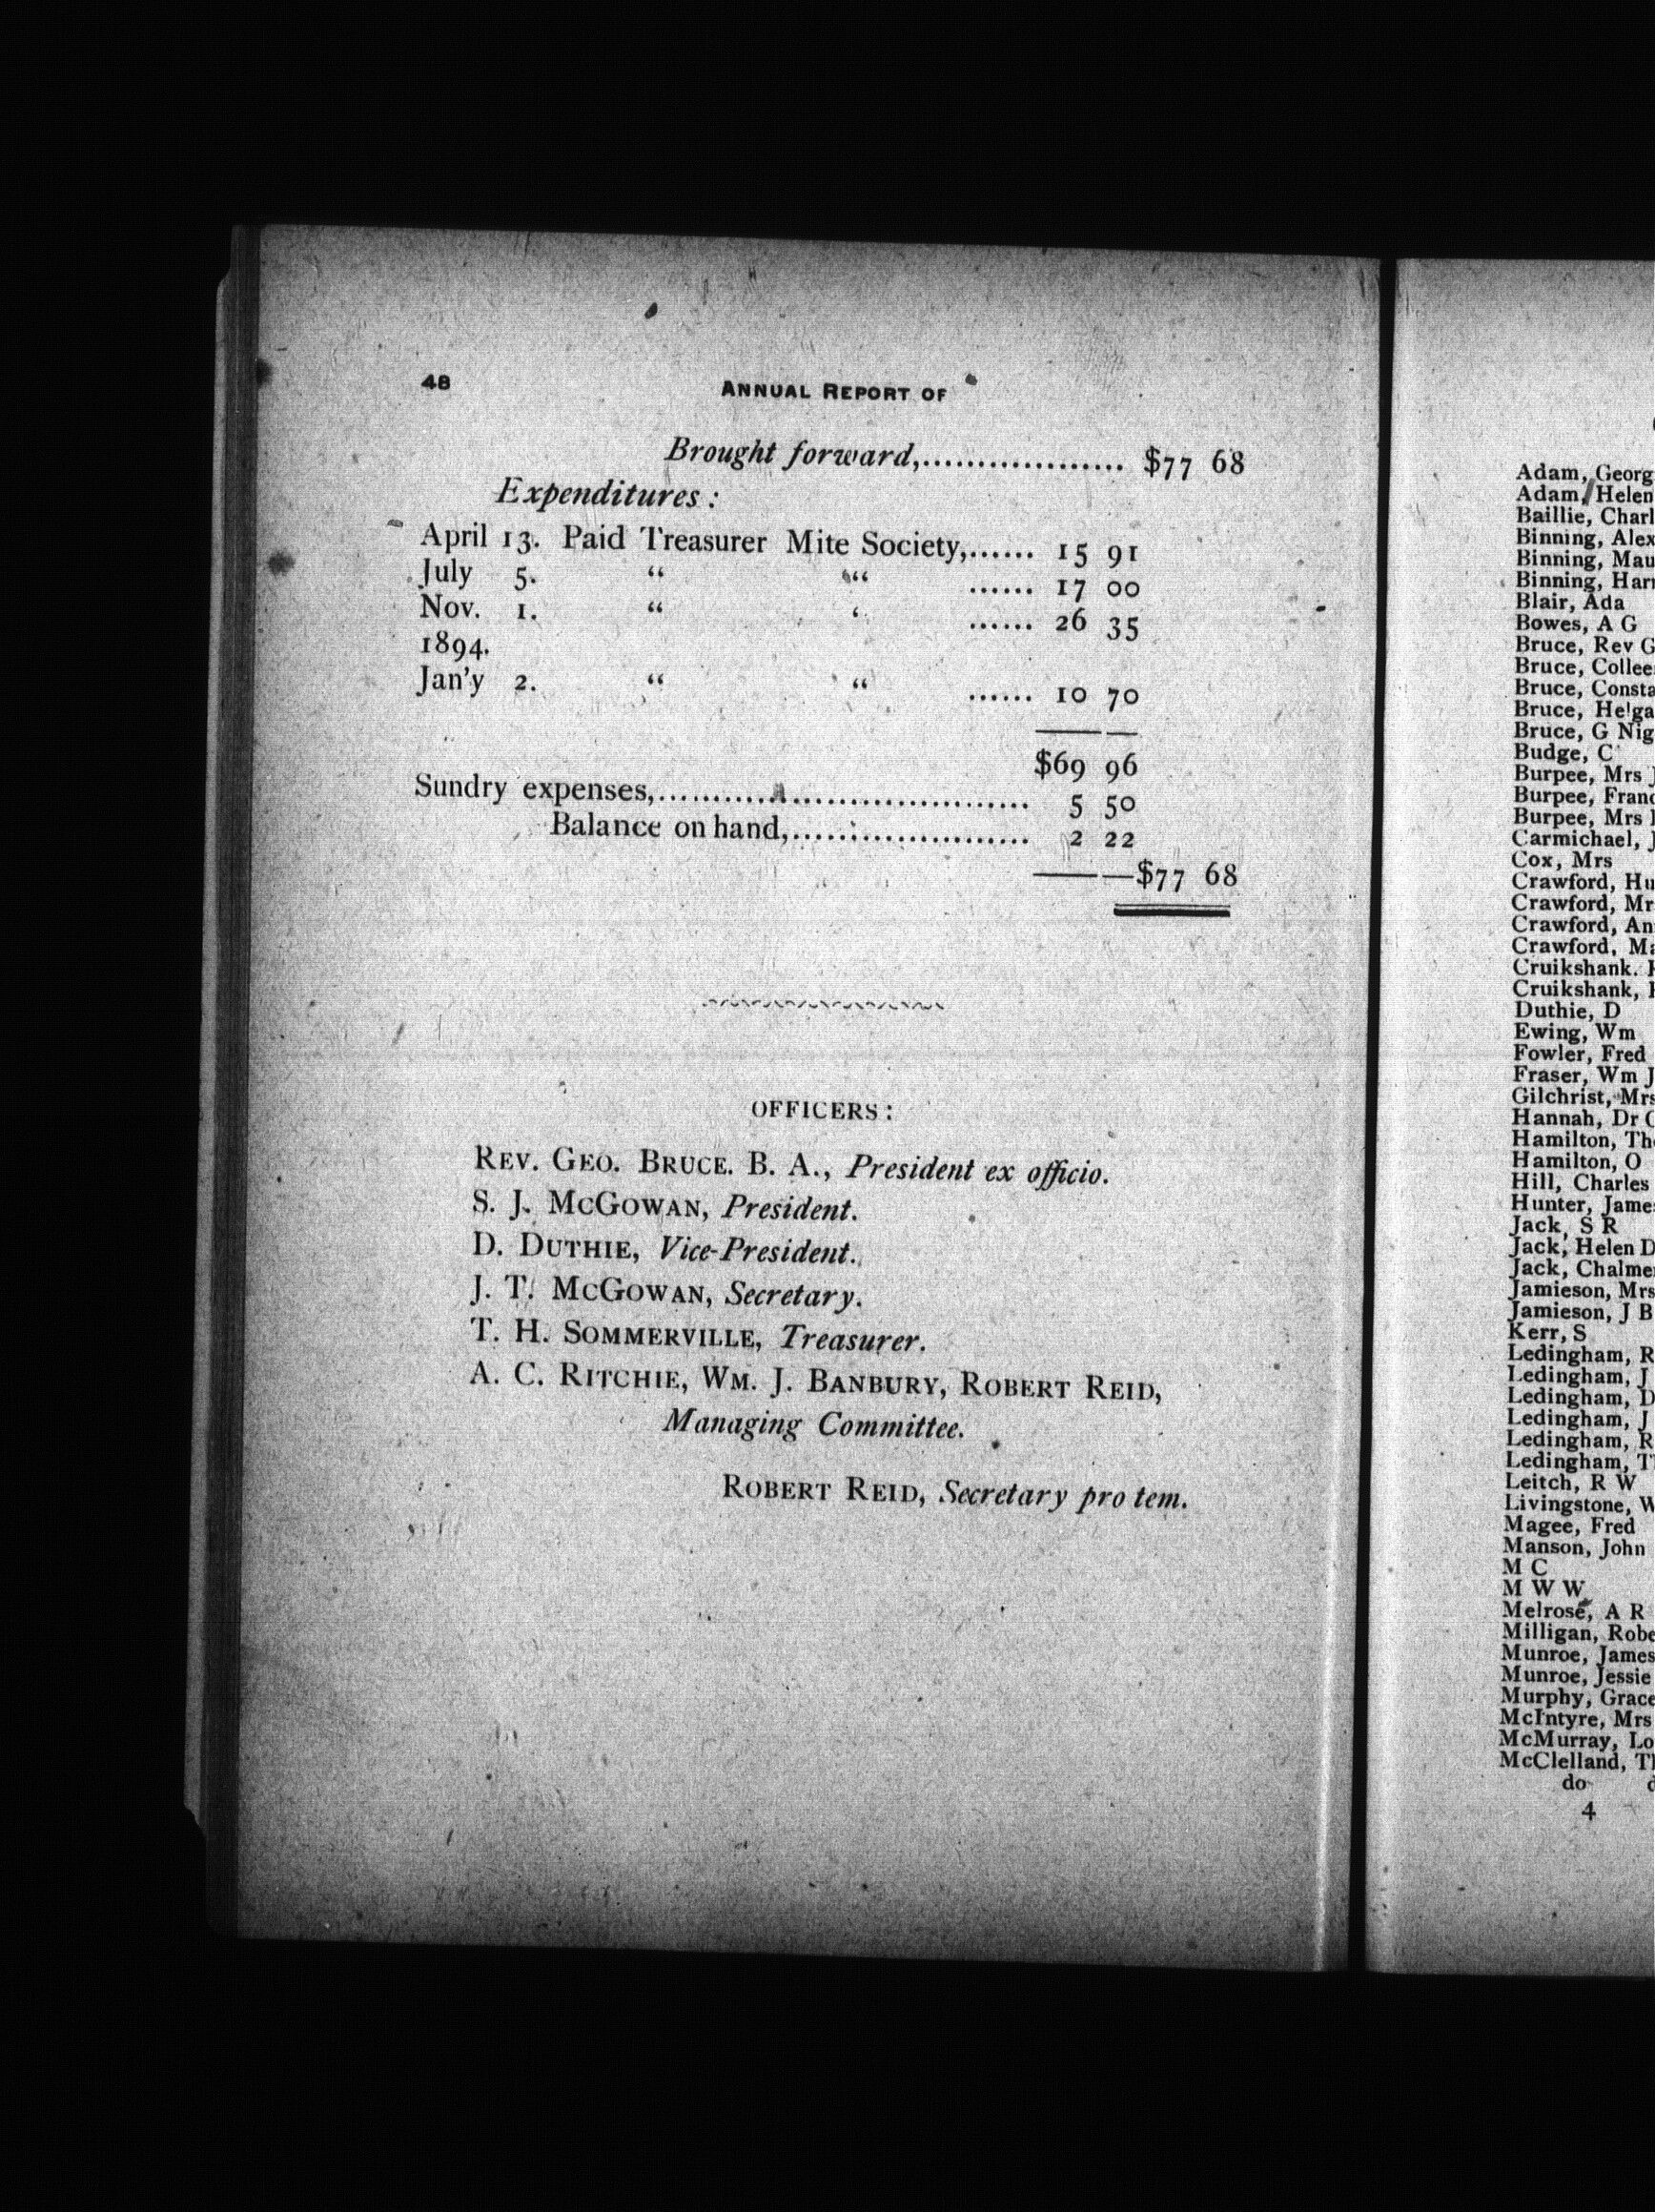 48 ANNUAL REPORT OF
Brought forward,.................. $77 68
Expenditures:
April 13. Paid Treasurer Mite Society,...... 15 91
July 5. “ “ ...... 17 00
Nov. 1. “ “ ...... 26 35
1894.
Jan'y 2. “ “ ...... 10 70
$69 96
Sundry expenses,.................................. 5 50
Balance on hand,...................... 2 22
$77 68
OFFICERS:
REV. GEO. BRUCE. B. A., President ex officio.
S. J. MCGOWAN, President.
D. DUTHIE, Vice-President.
J. T. MCGOWAN, Secretary.
T. H. SOMMERVILLE, Treasurer.
A. C. RITCHIE, WM. J. BANBURY, ROBERT REID,
Managing Committee.
ROBERT REID, Secretary pro tem.
Adam, Georg
Adam, Helen
Baillie, Charl
Binning, Alex
Binning, Mau
Binning, Harr
Blair, Ada
Bowes, A G
Bruce, Rev G
Bruce, Collee
Bruce, Consta
Bruce, Helga
Bruce, G Nig
Budge, C
Burpee, Mrs J
Burpee, Franc
Burpee, Mrs
Carmichael, J
Cox, Mrs
Crawford, Hu
Crawford, Mr
Crawford, An
Crawford, Ma
Cruikshank.
Cruikshank,
Duthie, D
Ewing, Wm
Fowler, Fred
Fraser, Wm J
Gilchrist, Mrs
Hannah, Dr
Hamilton, Th
Hamilton, O
Hill, Charles
Hunter, James
Jack, S R
Jack, Helen D
Jack, Chalmer
Jamieson, Mrs
Jamieson, J B
Kerr, S
Ledingham, R
Ledingham, J
Ledingham, D
Ledingham, J
Ledingham, R
Ledingham, T
Leitch, R W
Livingstone, W
Magee, Fred
Manson, John
M C
M W W
Melrose, A R
Milligan, Robe
Munroe, James
Munroe, Jessie
Murphy, Grace
McIntyre, Mrs
McMurray, Lo
McClelland, Th
do
4